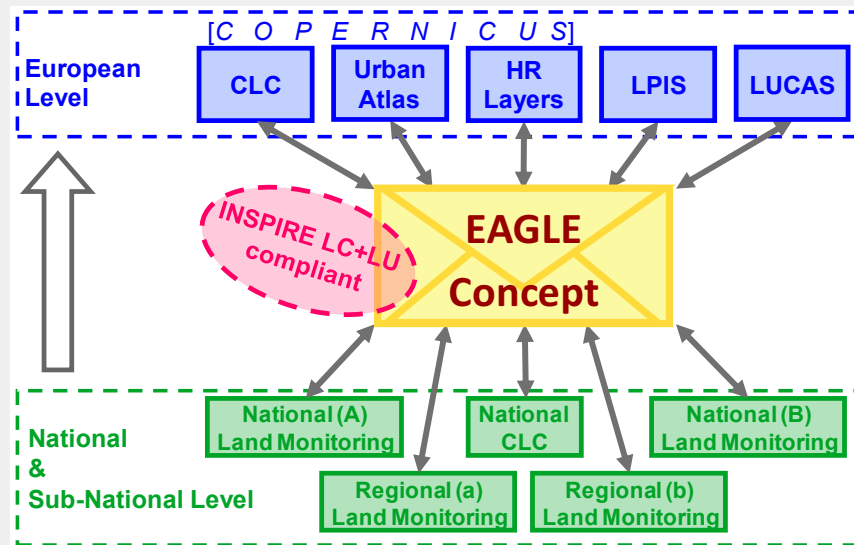 [C O P E R N I C U S]
European
Level
CLC
Urban
Atlas
HR
Layers
LPIS
LUCAS
INSPIRE LC+LU
compliant
EAGLE
Concept
National
&
Sub-National Level
National (A)
Land Monitoring
National
CLC
National (B)
Land Monitoring
Regional (a)
Land Monitoring
Regional (b)
Land Monitoring